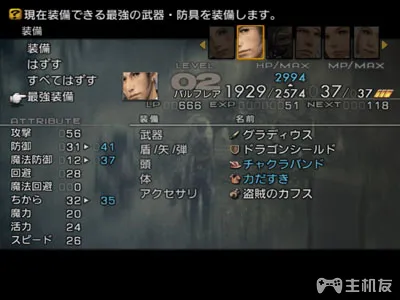 現在装備できる最強の武器・防具を装備します。
装備
装備
はずす
すべてはずす
最強装備
LEVEL 02
HP/MAX
MP/MAX
2994
バルフレア 1929/2574 37/37
LP 666 EXP 51 NEXT 118
ATTRIBUTE
攻撃 56
防御 31 41
魔法防御 12 37
回避 28
魔法回避 0
ちから 32 35
魔力 20
活力 24
スピード 26
装備 名前
武器 グラディウス
盾/矢/弾 ドラゴンシールド
頭 チャクラバンド
体 力だすき
アクセサリ 盗賊のカフス
主机友